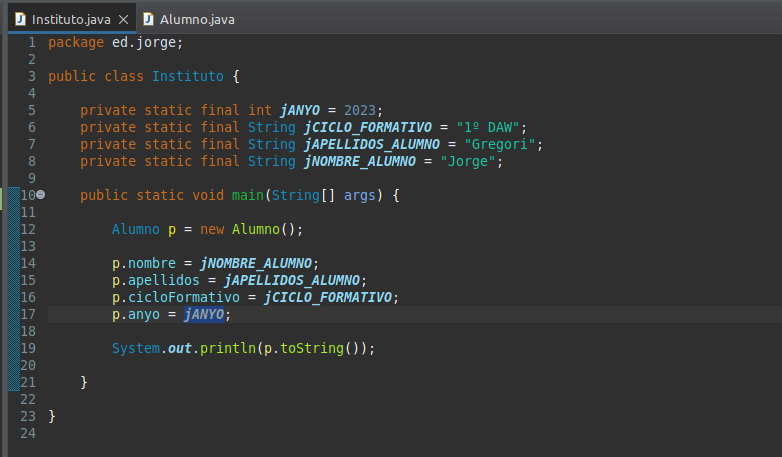 Instituto.java Alumno.java
1 package ed.jorge;
2
3 public class Instituto {
4
5     private static final int jANYO = 2023;
6     private static final String jCICLO_FORMATIVO = "1º DAW";
7     private static final String jAPELLIDOS_ALUMNO = "Gregori";
8     private static final String jNOMBRE_ALUMNO = "Jorge";
9
10     public static void main(String[] args) {
11
12         Alumno p = new Alumno();
13
14         p.nombre = jNOMBRE_ALUMNO;
15         p.apellidos = jAPELLIDOS_ALUMNO;
16         p.cicloFormativo = jCICLO_FORMATIVO;
17         p.anyo = jANYO;
18
19         System.out.println(p.toString());
20
21     }
22
23 }
24